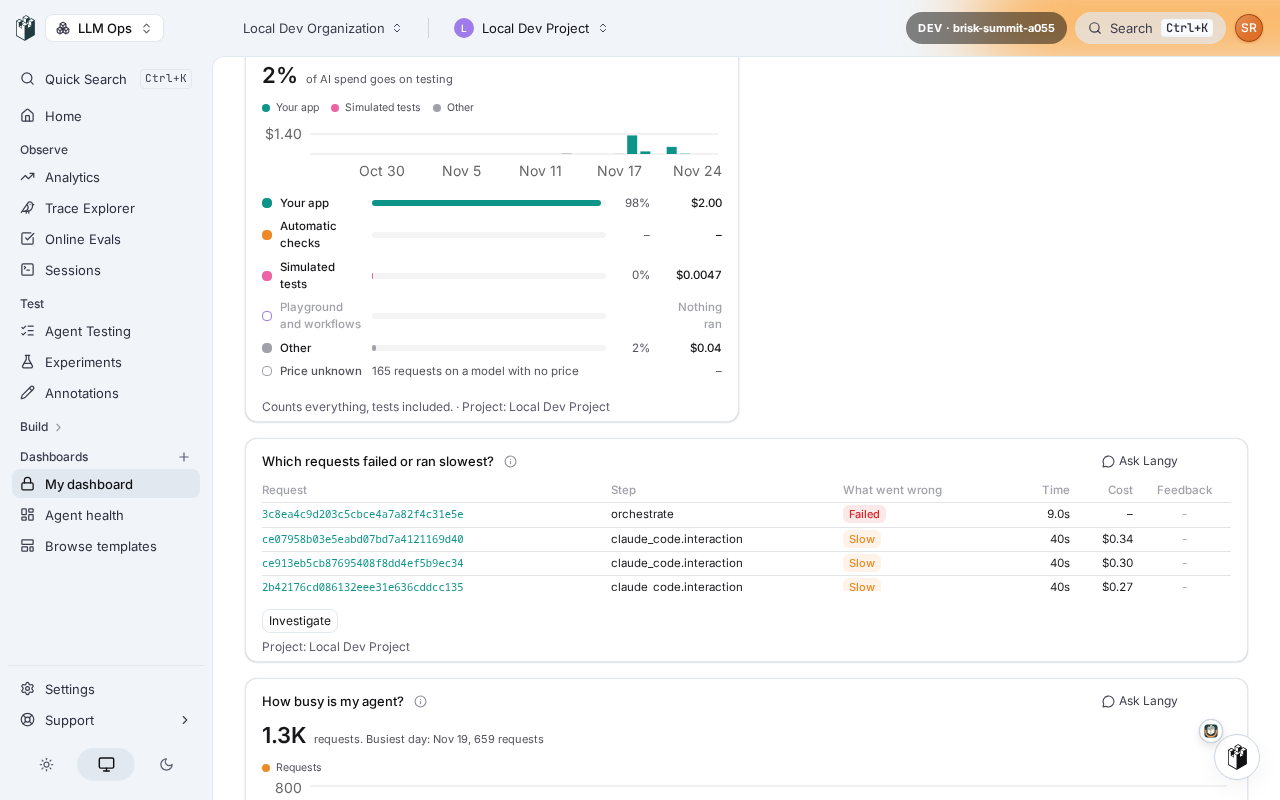 LLM Ops
Local Dev Organization
L
Local Dev Project
DEV · brisk-summit-a055
Search Ctrl+K
SR
Quick Search Ctrl+K
Home
Observe
Analytics
Trace Explorer
Online Evals
Sessions
Test
Agent Testing
Experiments
Annotations
Build
Dashboards
My dashboard
Agent health
Browse templates
Settings
Support
2% of AI spend goes on testing
Your app Simulated tests Other
$1.40
Oct 30 Nov 5 Nov 11 Nov 17 Nov 24
Your app 98% $2.00
Automatic
checks – –
Simulated
tests 0% $0.0047
Playground Nothing
and workflows ran
Other 2% $0.04
Price unknown 165 requests on a model with no price –
Counts everything, tests included. · Project: Local Dev Project
Which requests failed or ran slowest? Ask Langy
Request Step What went wrong Time Cost Feedback
3c8ea4c9d203c5cbce4a7a82f4c31e5e orchestrate Failed 9.0s – -
ce07958b03e5eabd07bd7a4121169d40 claude_code.interaction Slow 40s $0.34 -
ce913eb5cb87695408f8dd4ef5b9ec34 claude_code.interaction Slow 40s $0.30 -
2b42176cd086132eee31e636cddcc135 claude_code.interaction Slow 40s $0.27 -
Investigate
Project: Local Dev Project
How busy is my agent? Ask Langy
1.3K requests. Busiest day: Nov 19, 659 requests
Requests
800